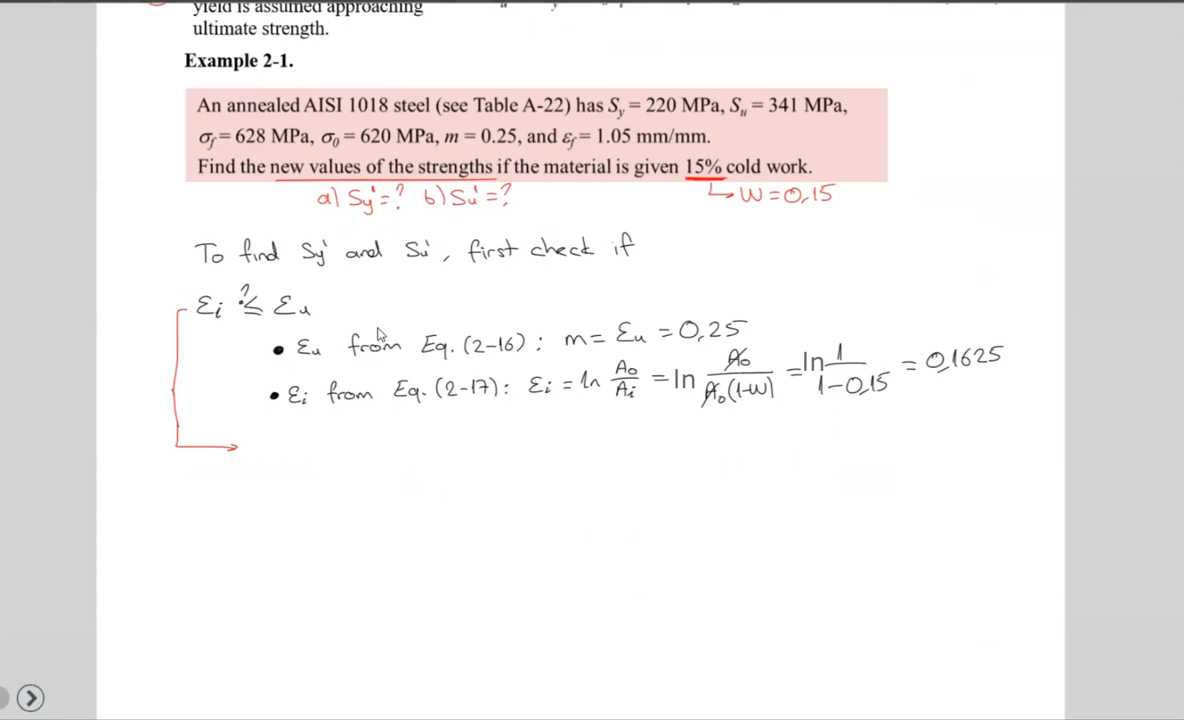 yield is assumed approaching
ultimate strength.
Example 2-1.
An annealed AISI 1018 steel (see Table A-22) has Sy = 220 MPa, Su = 341 MPa,
σf = 628 MPa, σ0 = 620 MPa, m = 0.25, and εf = 1.05 mm/mm.
Find the new values of the strengths if the material is given 15% cold work.
a) Sy' = ? b) Su' = ? ↳ W = 0,15
To find Sy' and Su', first check if
εi ≤? εu
• εu from Eq. (2-16): m = εu = 0,25
• εi from Eq. (2-17): εi = ln A0/Ai = ln A0/A0(1-W) = ln 1/1-0,15 = 0,1625